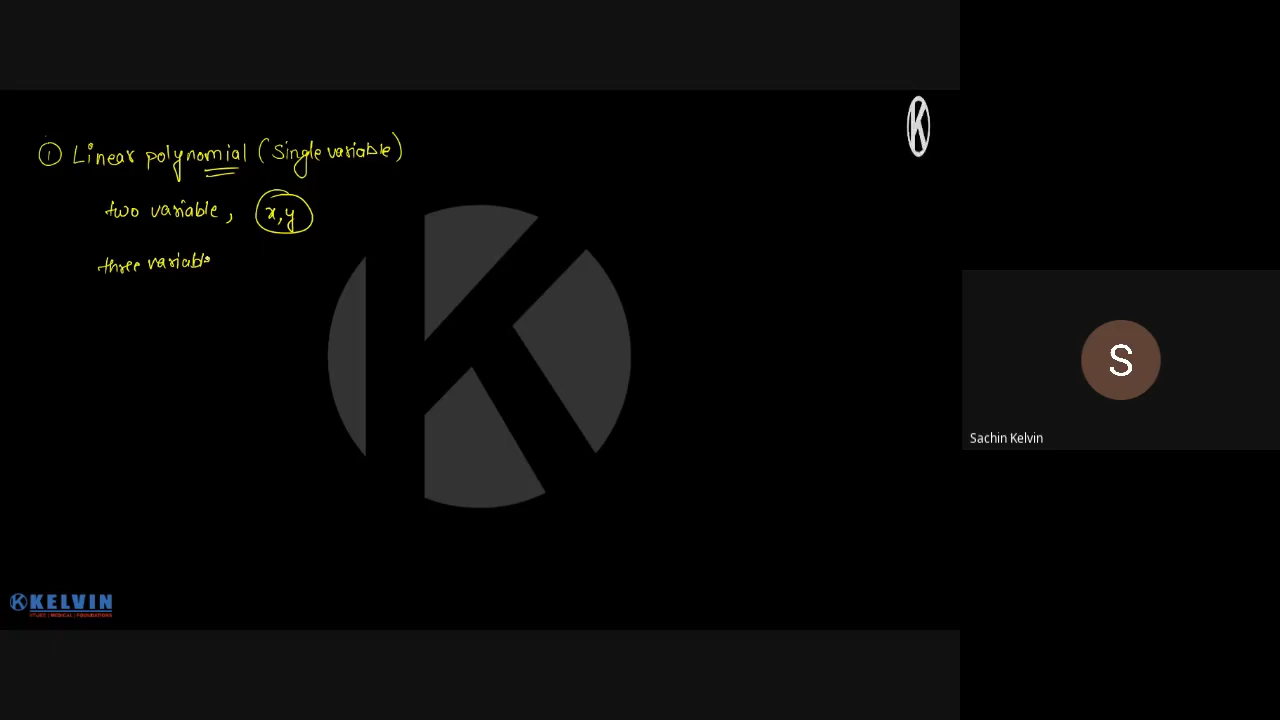 ① Linear polynomial (Single variable)
two variable, x,y
three variable
S
Sachin Kelvin
KELVIN